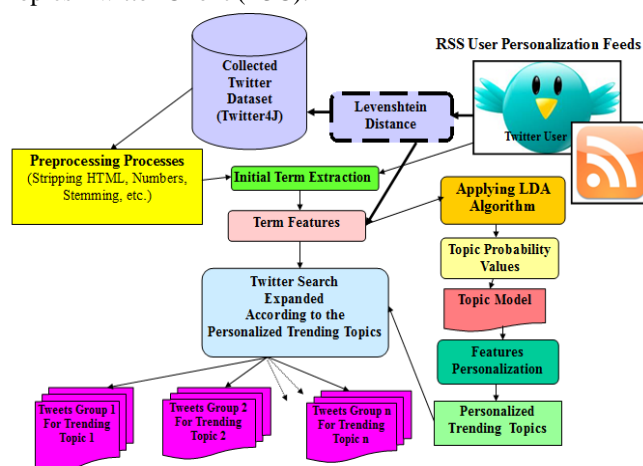 RSS User Personalization Feeds
Collected
Twitter
Dataset
(Twitter4J)
Levenshtein
Distance
Twitter User
Preprocessing Processes
(Stripping HTML, Numbers,
Stemming, etc.)
Initial Term Extraction
Applying LDA
Algorithm
Term Features
Topic Probability
Values
Twitter Search
Expanded
According to the
Personalized Trending Topics
Topic Model
Features
Personalization
Tweets Group 1
For Trending
Topic 1
Tweets Group 2
For Trending
Topic 2
Tweets Group n
For Trending
Topic n
Personalized
Trending Topics